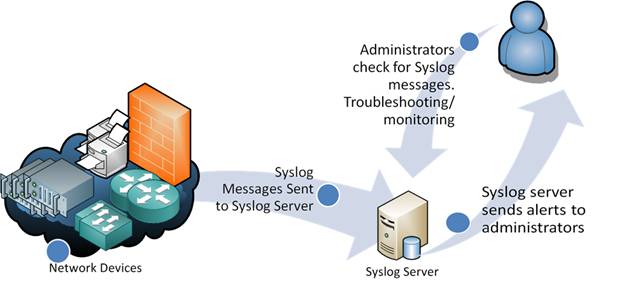 Administrators
check for Syslog
messages.
Troubleshooting/
monitoring
Syslog
Messages Sent
to Syslog Server
Syslog server
sends alerts to
administrators
Network Devices
Syslog Server